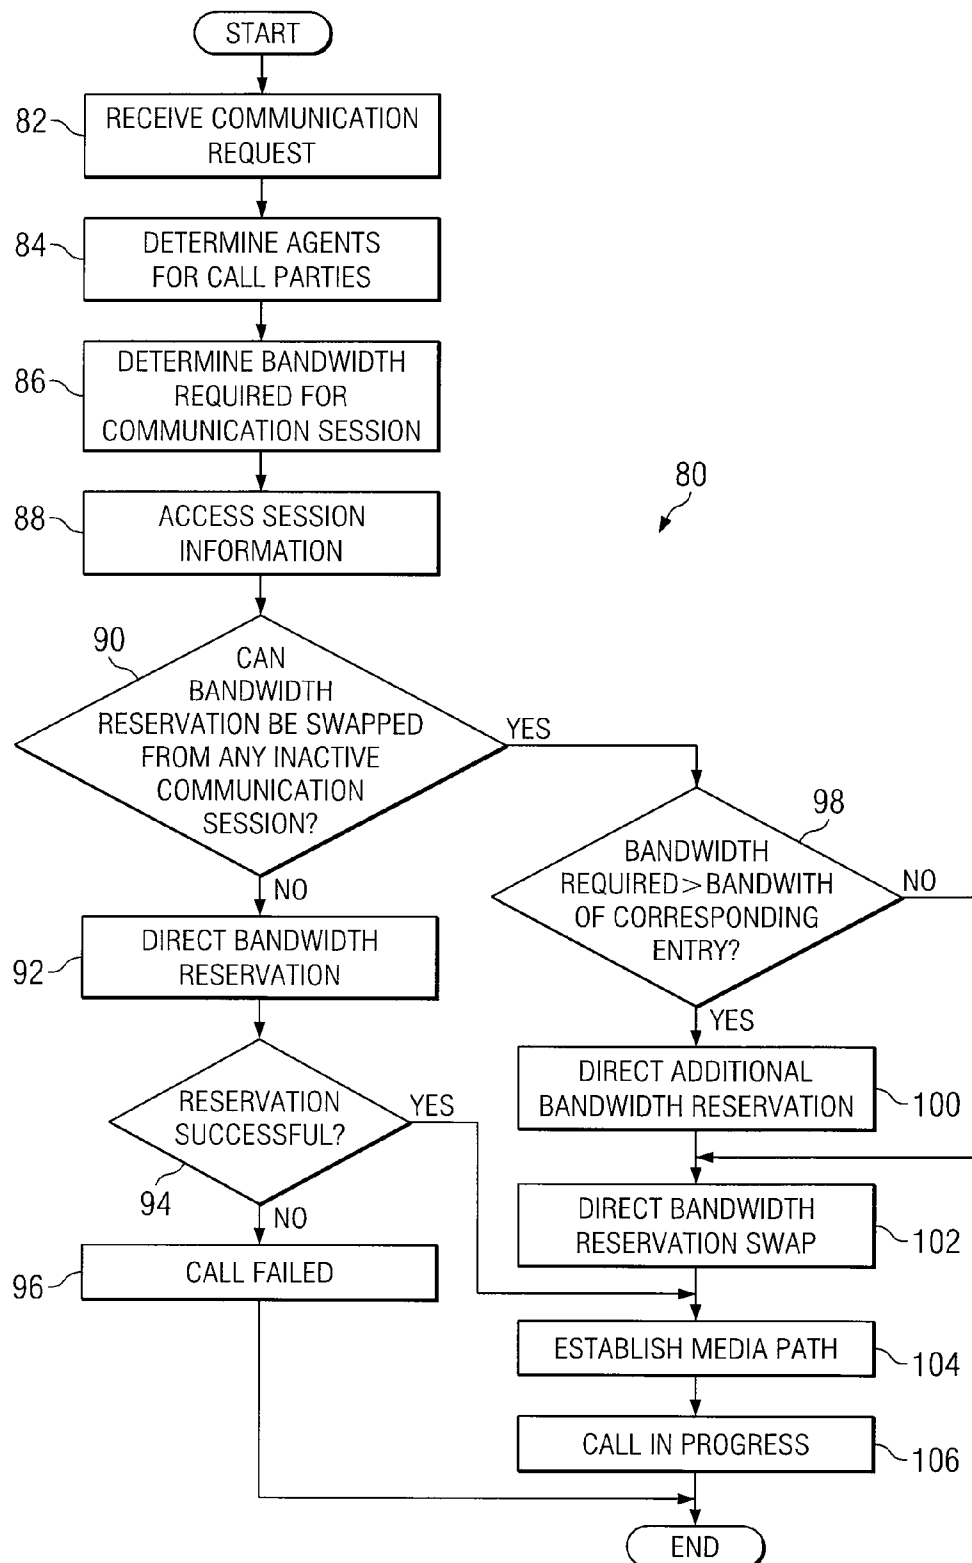 START
82
RECEIVE COMMUNICATION
REQUEST
84
DETERMINE AGENTS
FOR CALL PARTIES
86
DETERMINE BANDWIDTH
REQUIRED FOR
COMMUNICATION SESSION
80
88
ACCESS SESSION
INFORMATION
90
CAN
BANDWIDTH
RESERVATION BE SWAPPED
FROM ANY INACTIVE
COMMUNICATION
SESSION?
YES
NO
98
BANDWIDTH
REQUIRED>BANDWITH
OF CORRESPONDING
ENTRY?
NO
YES
92
DIRECT BANDWIDTH
RESERVATION
RESERVATION
SUCCESSFUL?
YES
94
NO
DIRECT ADDITIONAL
BANDWIDTH RESERVATION
100
DIRECT BANDWIDTH
RESERVATION SWAP
102
96
CALL FAILED
ESTABLISH MEDIA PATH
104
CALL IN PROGRESS
106
END